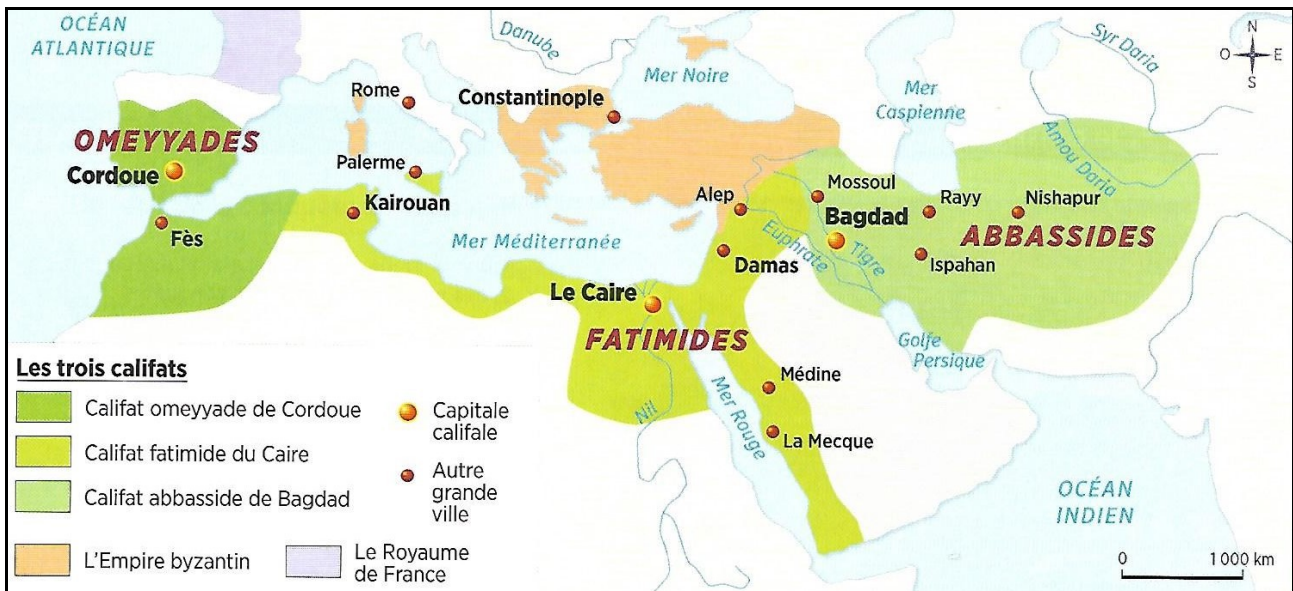 OCÉAN
ATLANTIQUE
Danube
Mer Noire
Syr Daria
N
O
E
S
Rome
Constantinople
Mer
Caspienne
OMEYYADES
Cordoue
Palerme
Amou Daria
Kairouan
Fès
Alep
Mossoul
Rayy
Nishapur
Bagdad
ABBASSIDES
Mer Méditerranée
Euphrate
Tigre
Damas
Ispahan
Le Caire
FATIMIDES
Golfe
Persique
Médine
Nil
Mer Rouge
La Mecque
OCÉAN
INDIEN
Les trois califats
Califat omeyyade de Cordoue
Califat fatimide du Caire
Califat abbasside de Bagdad
L'Empire byzantin
Capitale
califale
Autre
grande
ville
Le Royaume
de France
0 1 000 km